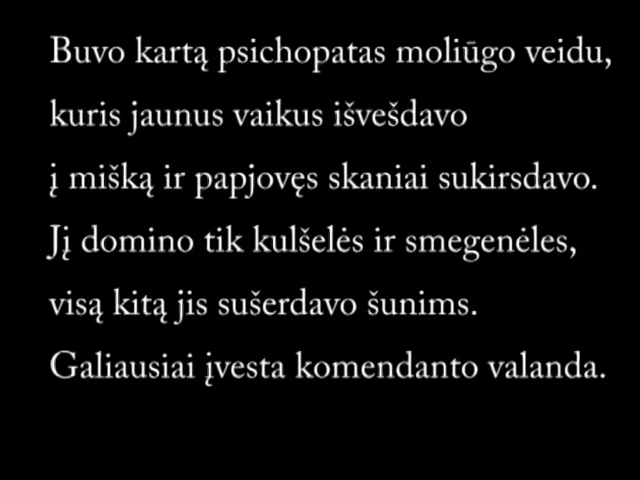 Buvo kartą psichopatas moliūgo veidu,
kuris jaunus vaikus išvešdavo
į mišką ir papjovęs skaniai sukirsdavo.
Jį domino tik kulšelės ir smegenėles,
visą kitą jis sušerdavo šunims.
Galiausiai įvesta komendanto valanda.